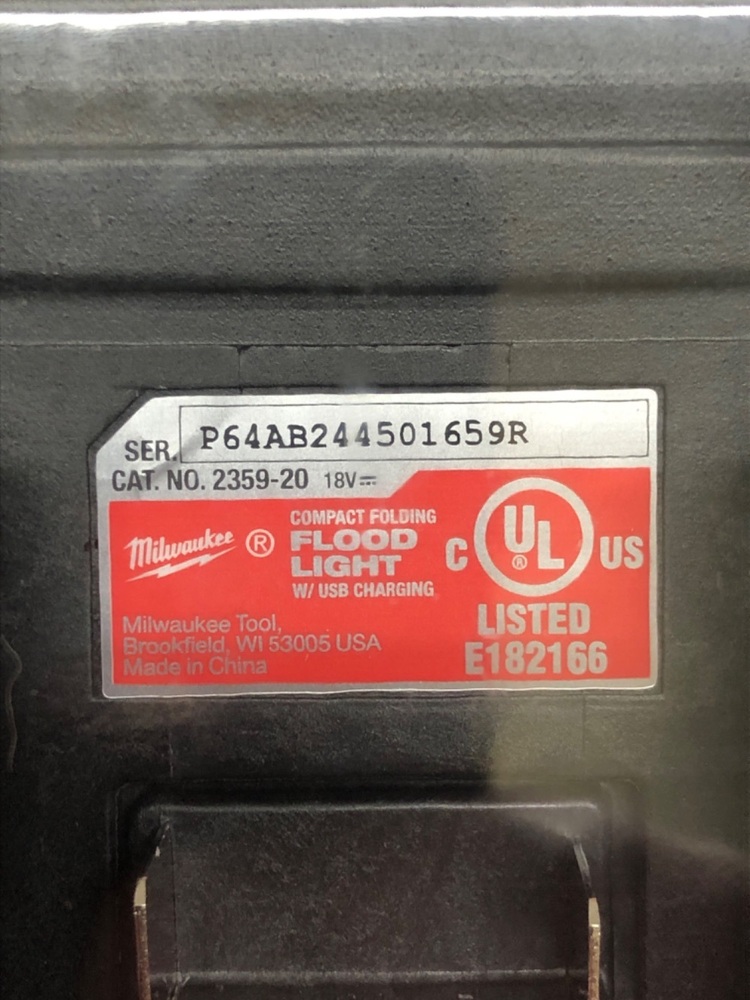 SER. P64AB244501659R
CAT. NO. 2359-20 18V⎓
Milwaukee ®
COMPACT FOLDING
FLOOD
LIGHT
W/ USB CHARGING
C UL ® US
LISTED
E182166
Milwaukee Tool,
Brookfield, WI 53005 USA
Made in China